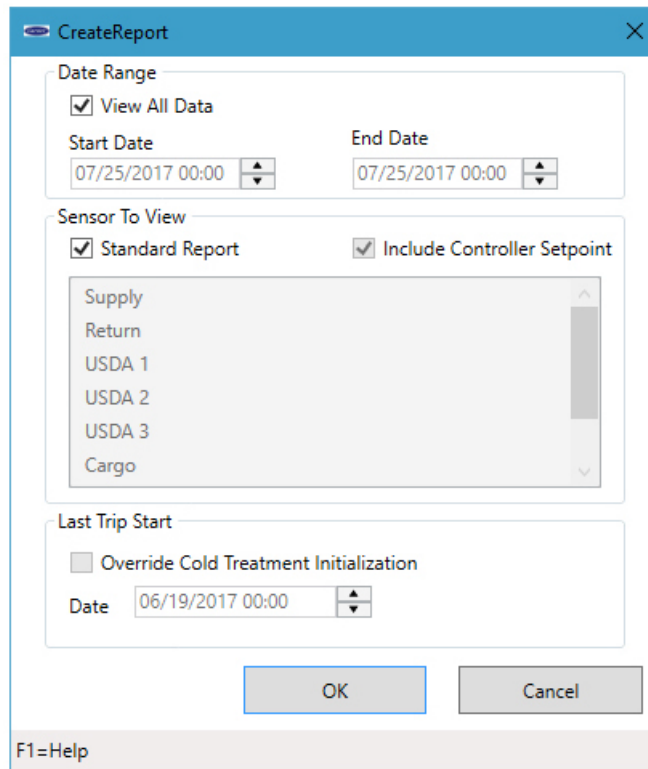 CreateReport
Date Range
View All Data
Start Date
End Date
07/25/2017 00:00
07/25/2017 00:00
Sensor To View
Standard Report
Include Controller Setpoint
Supply
Return
USDA 1
USDA 2
USDA 3
Cargo
Last Trip Start
Override Cold Treatment Initialization
Date
06/19/2017 00:00
OK
Cancel
F1=Help